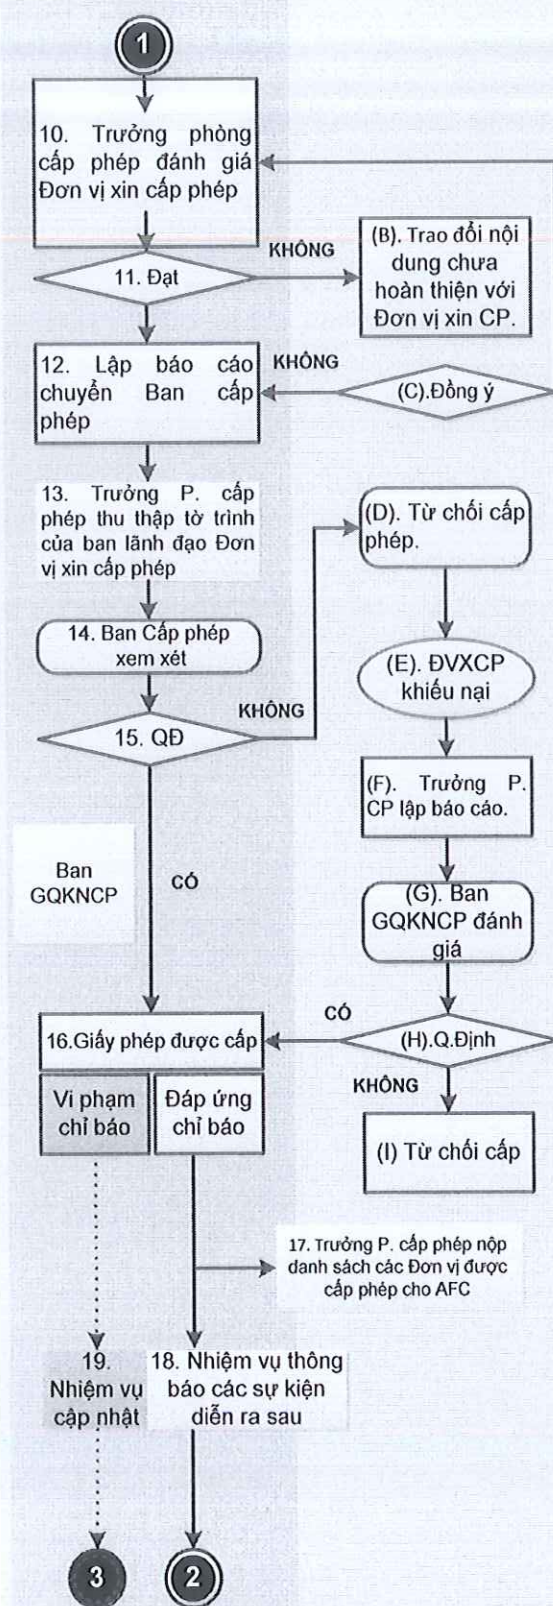 1
10. Trưởng phòng
cấp phép đánh giá
Đơn vị xin cấp phép
KHÔNG
11. Đạt
(B). Trao đổi nội
dung chưa
hoàn thiện với
Đơn vị xin CP.
12. Lập báo cáo
chuyển Ban cấp
phép
KHÔNG
(C).Đồng ý
13. Trưởng P. cấp
phép thu thập tờ trình
của ban lãnh đạo Đơn
vị xin cấp phép
(D). Từ chối cấp
phép.
14. Ban Cấp phép
xem xét
(E). ĐVXCP
khiếu nại
KHÔNG
15. QĐ
(F). Trưởng P.
CP lập báo cáo.
Ban
GQKNCP
CÓ
(G). Ban
GQKNCP đánh
giá
CÓ
16.Giấy phép được cấp
(H).Q.Định
KHÔNG
Vi phạm
chỉ báo
Đáp ứng
chỉ báo
(I) Từ chối cấp
17. Trưởng P. cấp phép nộp
danh sách các Đơn vị được
cấp phép cho AFC
19.
Nhiệm vụ
cập nhật
18. Nhiệm vụ thông
báo các sự kiện
diễn ra sau
3
2